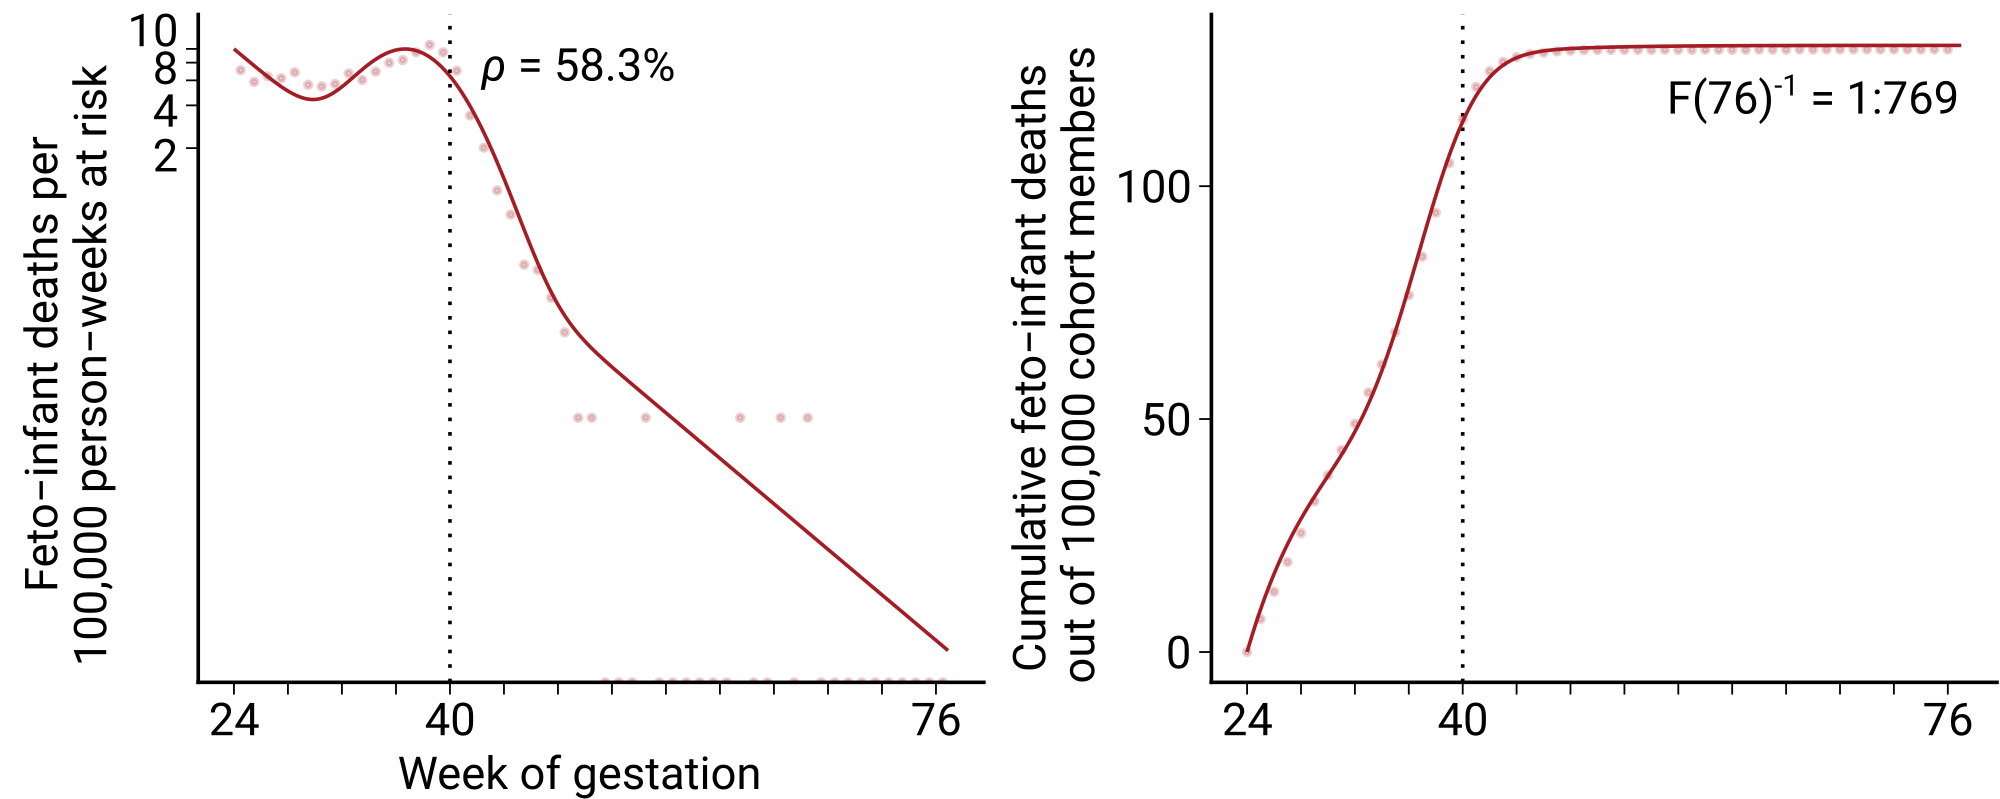 Feto−infant deaths per
100,000 person−weeks at risk
10
8
4
2
ρ = 58.3%
24
40
76
Week of gestation
Cumulative feto−infant deaths
out of 100,000 cohort members
100
50
0
F(76)⁻¹ = 1:769
24
40
76